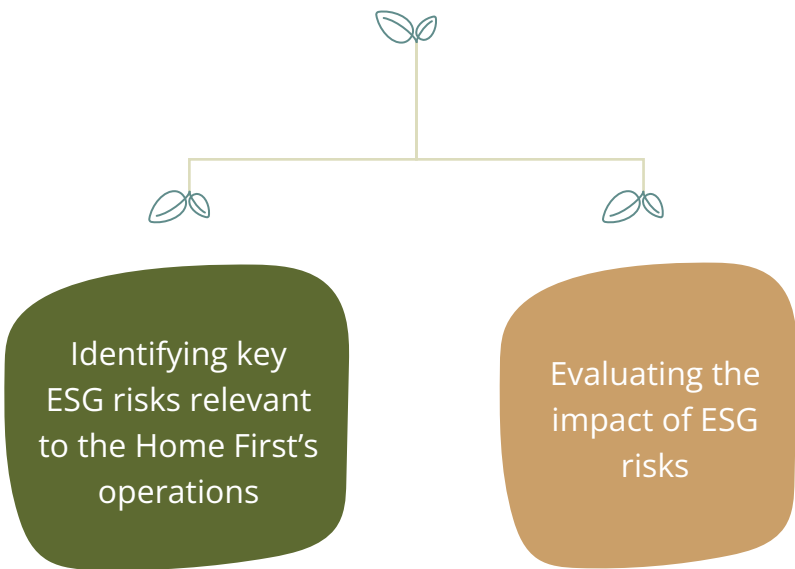 Identifying key
ESG risks relevant
to the Home First’s
operations
Evaluating the
impact of ESG
risks